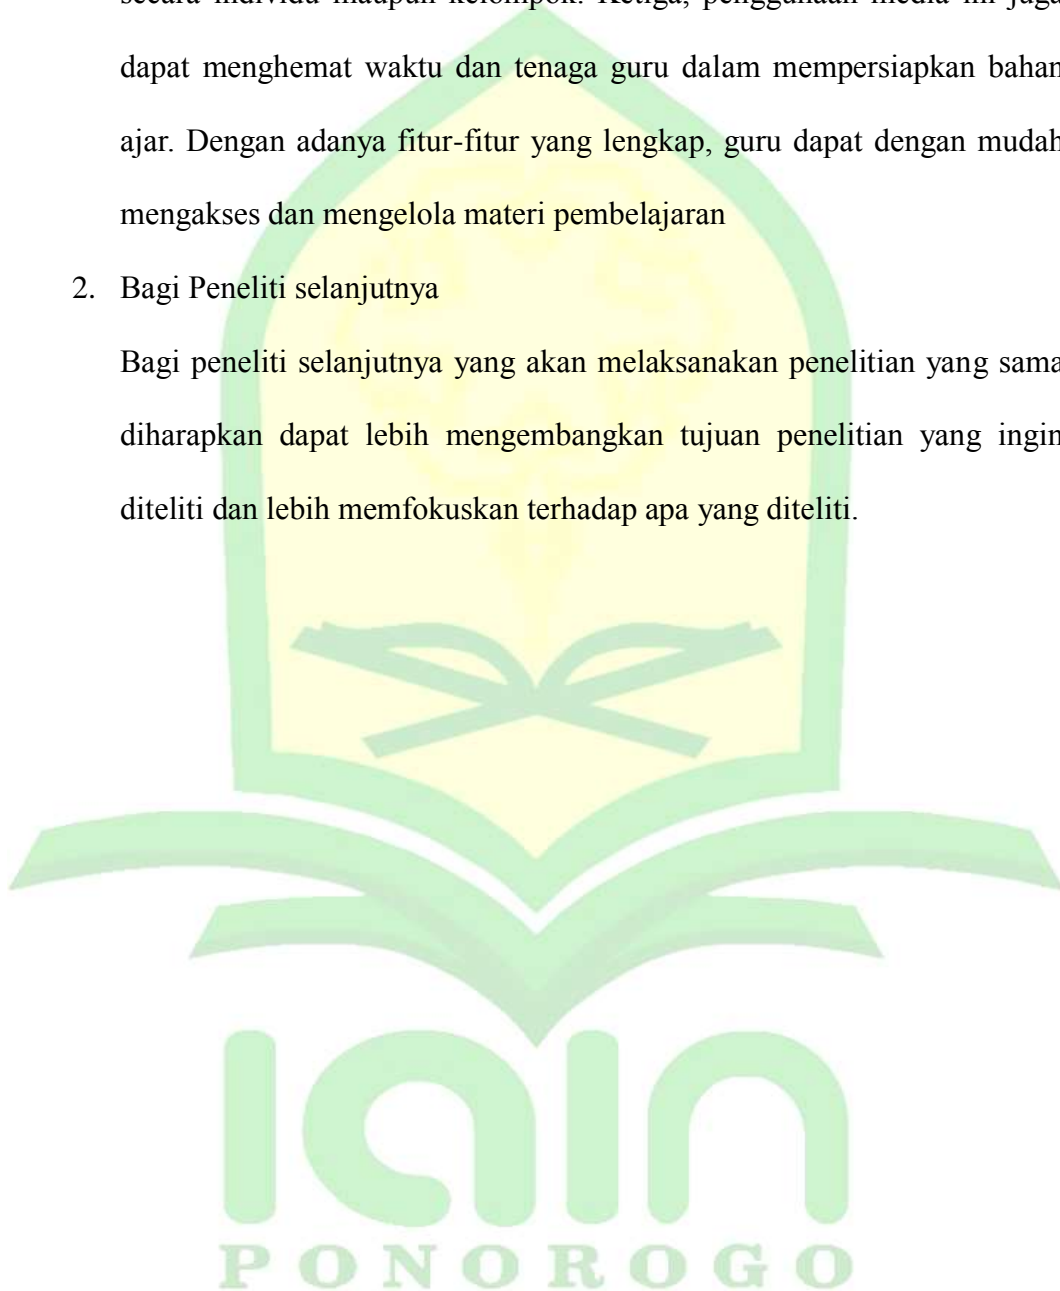 secara individu maupun kelompok. Ketiga, penggunaan media ini juga
dapat menghemat waktu dan tenaga guru dalam mempersiapkan bahan
ajar. Dengan adanya fitur-fitur yang lengkap, guru dapat dengan mudah
mengakses dan mengelola materi pembelajaran
2. Bagi Peneliti selanjutnya
Bagi peneliti selanjutnya yang akan melaksanakan penelitian yang sama
diharapkan dapat lebih mengembangkan tujuan penelitian yang ingin
diteliti dan lebih memfokuskan terhadap apa yang diteliti.
iain
PONOROGO